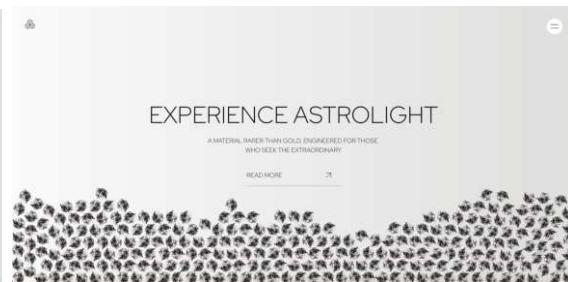 EXPERIENCE ASTROLIGHT
A MATERIAL RARER THAN GOLD, ENGINEERED FOR THOSE
WHO SEEK THE EXTRAORDINARY.
READ MORE